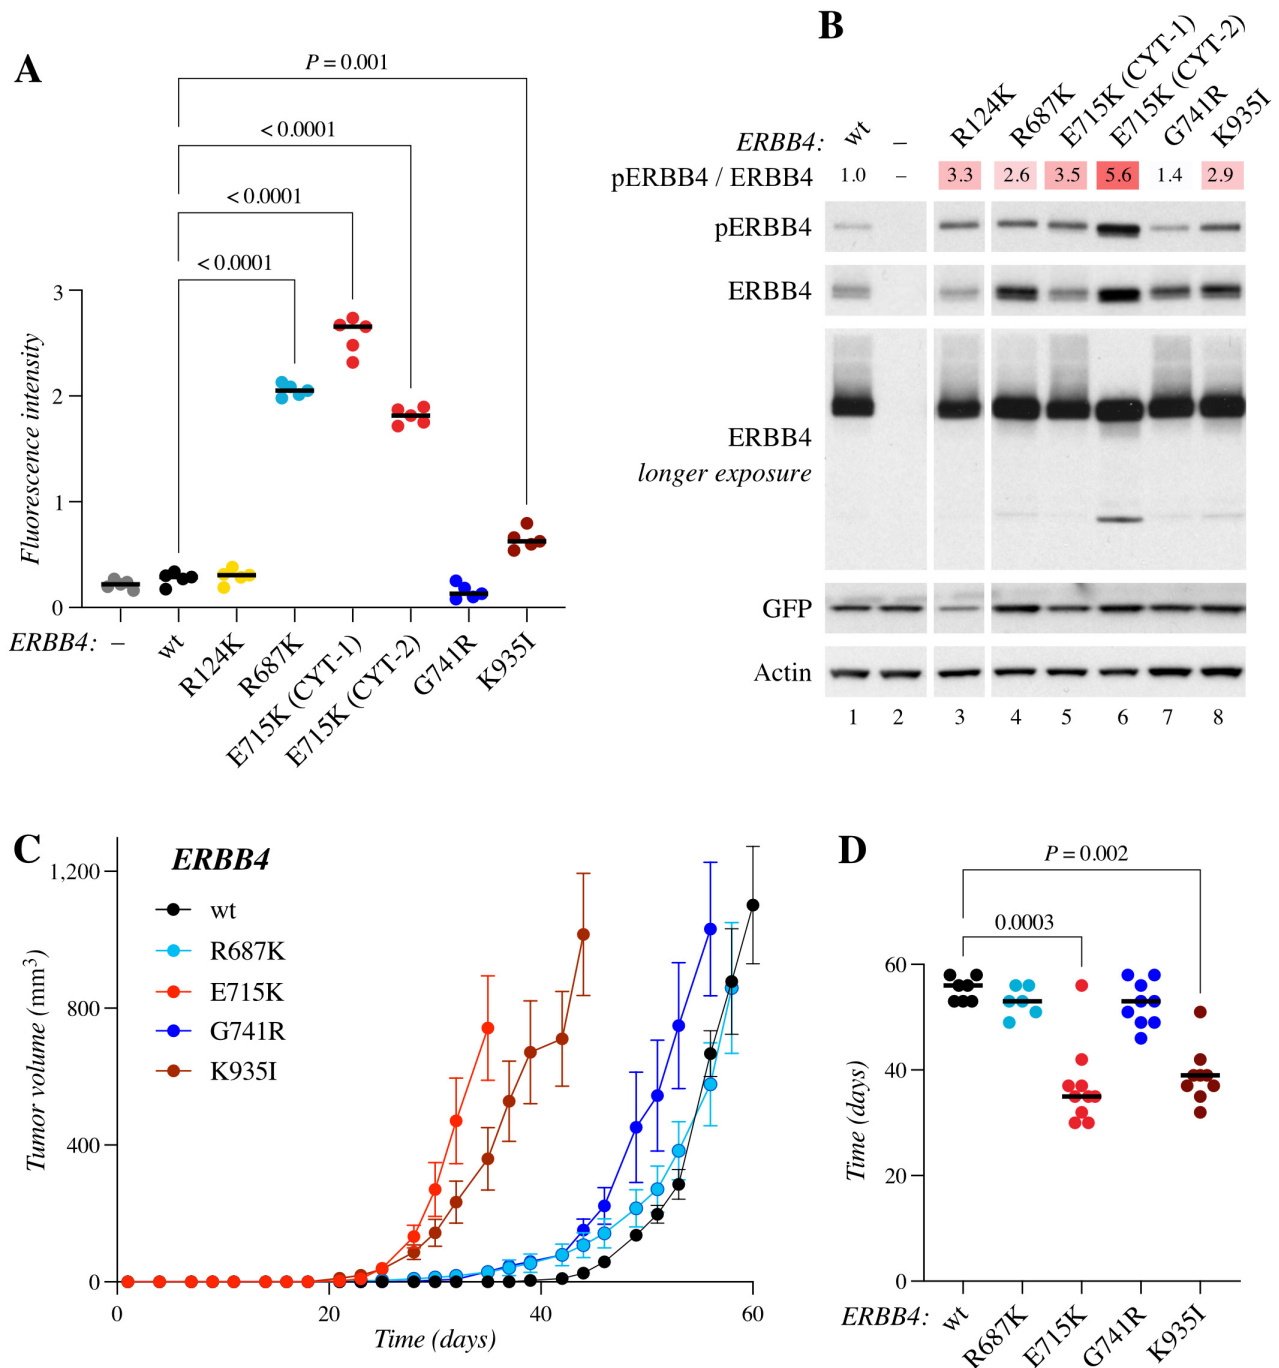 A
P = 0.001
< 0.0001
< 0.0001
< 0.0001
3
2
1
0
Fluorescence intensity
ERBB4: – wt R124K R687K E715K (CYT-1) E715K (CYT-2) G741R K935I
B
ERBB4: wt – R124K R687K E715K (CYT-1) E715K (CYT-2) G741R K935I
pERBB4 / ERBB4 1.0 – 3.3 2.6 3.5 5.6 1.4 2.9
pERBB4
ERBB4
ERBB4
longer exposure
GFP
Actin
1 2 3 4 5 6 7 8
C
ERBB4
wt
R687K
E715K
G741R
K935I
1,200
800
400
0
Tumor volume (mm³)
0 20 40 60
Time (days)
D
P = 0.002
0.0003
60
40
20
0
Time (days)
ERBB4: wt R687K E715K G741R K935I